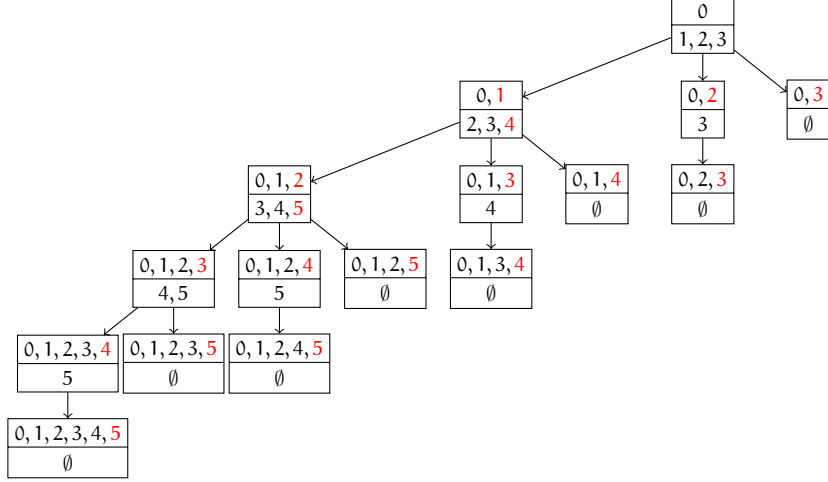 0
1, 2, 3
0, 1
2, 3, 4
0, 2
3
0, 3
∅
0, 1, 2
3, 4, 5
0, 1, 3
4
0, 1, 4
∅
0, 2, 3
∅
0, 1, 2, 3
4, 5
0, 1, 2, 4
5
0, 1, 2, 5
∅
0, 1, 3, 4
∅
0, 1, 2, 3, 4
5
0, 1, 2, 3, 5
∅
0, 1, 2, 4, 5
∅
0, 1, 2, 3, 4, 5
∅